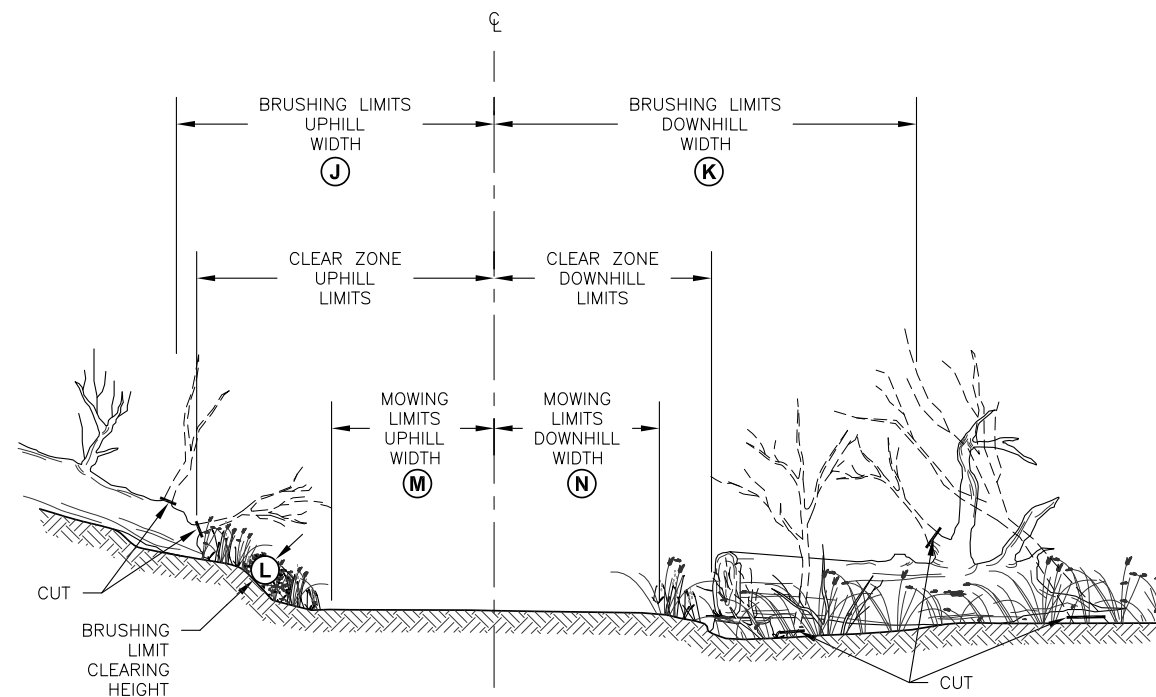 ℄
BRUSHING LIMITS
UPHILL
WIDTH
J
BRUSHING LIMITS
DOWNHILL
WIDTH
K
CLEAR ZONE
UPHILL
LIMITS
CLEAR ZONE
DOWNHILL
LIMITS
MOWING
LIMITS
UPHILL
WIDTH
M
MOWING
LIMITS
DOWNHILL
WIDTH
N
L
CUT
BRUSHING
LIMIT
CLEARING
HEIGHT
CUT